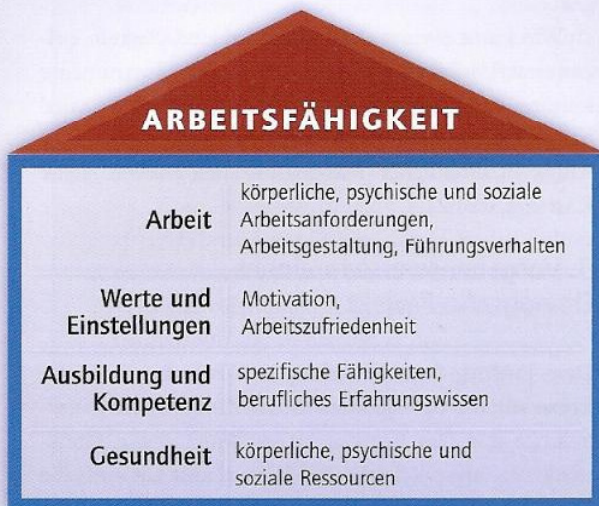 ARBEITSFÄHIGKEIT
Arbeit
körperliche, psychische und soziale
Arbeitsanforderungen,
Arbeitsgestaltung, Führungsverhalten
Werte und
Einstellungen
Motivation,
Arbeitszufriedenheit
Ausbildung und
Kompetenz
spezifische Fähigkeiten,
berufliches Erfahrungswissen
Gesundheit
körperliche, psychische und
soziale Ressourcen